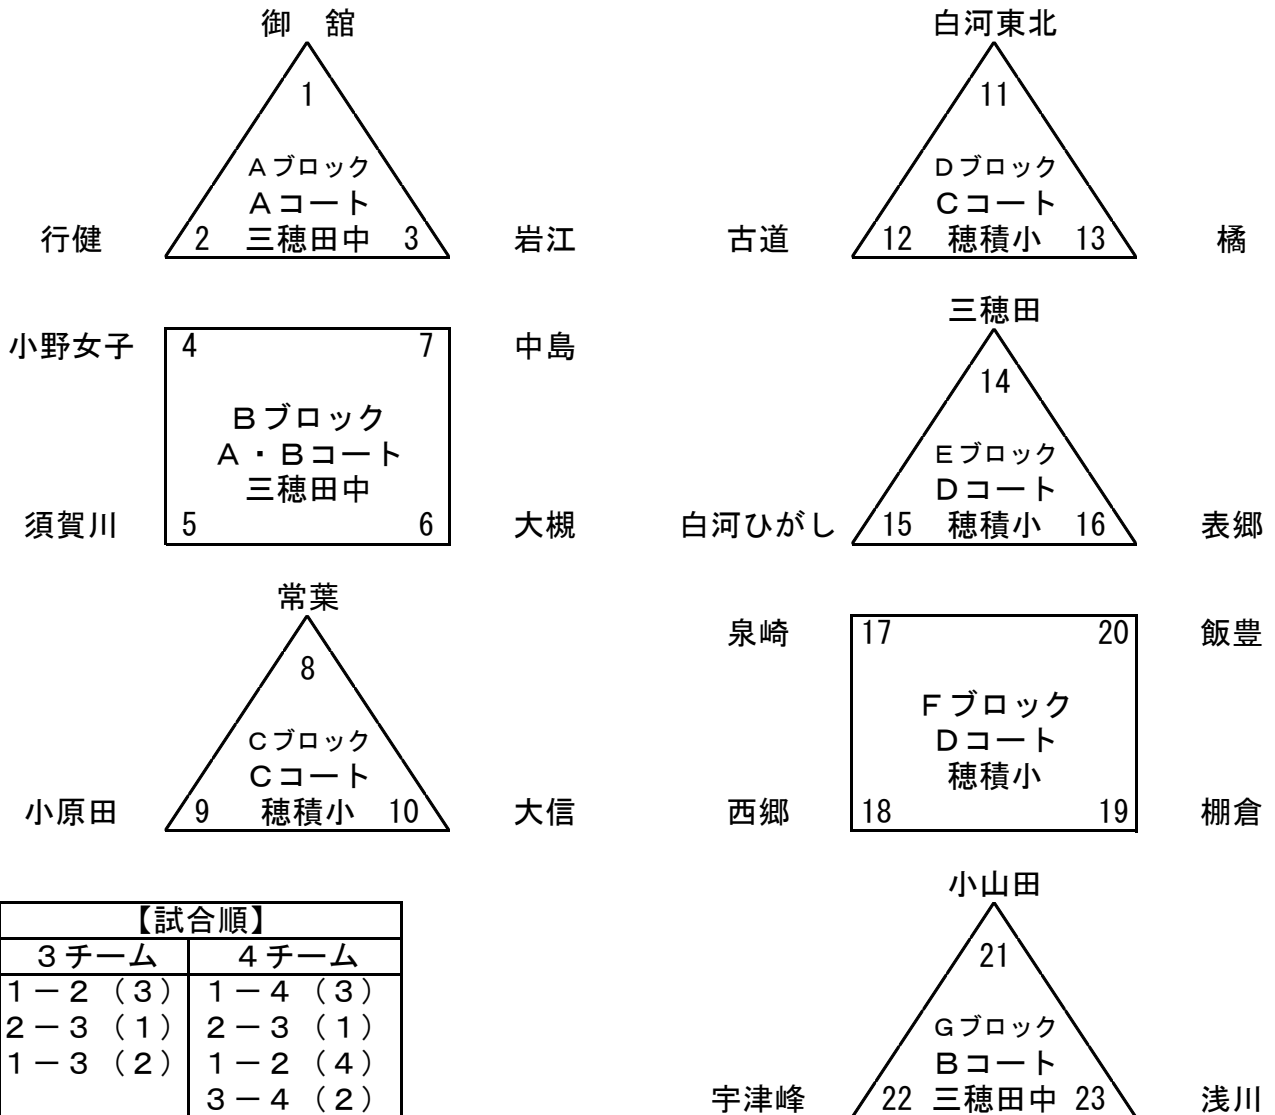 御　舘
1
Aブロック
Aコート
行健 2 三穂田中 3 岩江
小野女子 4 7 中島
Bブロック
A・Bコート
三穂田中
須賀川 5 6 大槻
常葉
8
Cブロック
Cコート
小原田 9 穂積小 10 大信
【試合順】
3チーム 4チーム
1－2（3） 1－4（3）
2－3（1） 2－3（1）
1－3（2） 1－2（4）
3－4（2）
白河東北
11
Dブロック
Cコート
古道 12 穂積小 13 橘
三穂田
14
Eブロック
Dコート
白河ひがし 15 穂積小 16 表郷
泉崎 17 20 飯豊
Fブロック
Dコート
穂積小
西郷 18 19 棚倉
小山田
21
Gブロック
Bコート
宇津峰 22 三穂田中 23 浅川